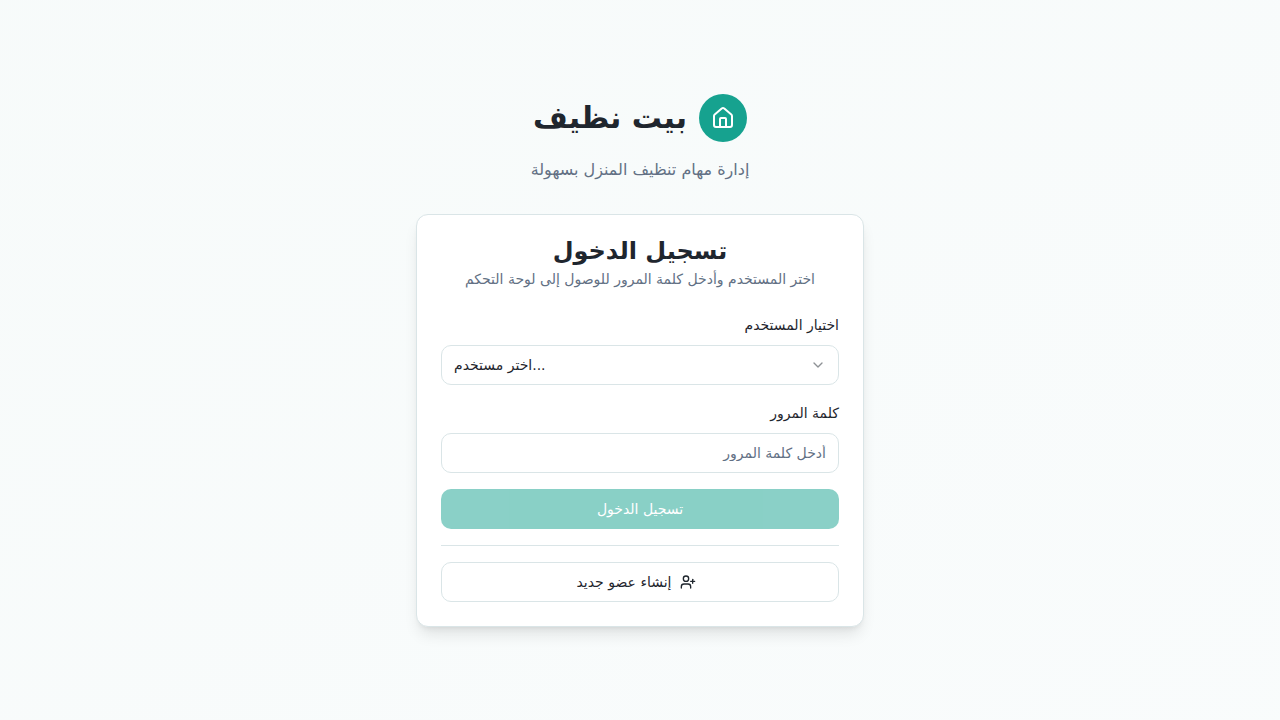 بيت نظيف
إدارة مهام تنظيف المنزل بسهولة
تسجيل الدخول
اختر المستخدم وأدخل كلمة المرور للوصول إلى لوحة التحكم
اختيار المستخدم
اختر مستخدم...
كلمة المرور
أدخل كلمة المرور
تسجيل الدخول
إنشاء عضو جديد